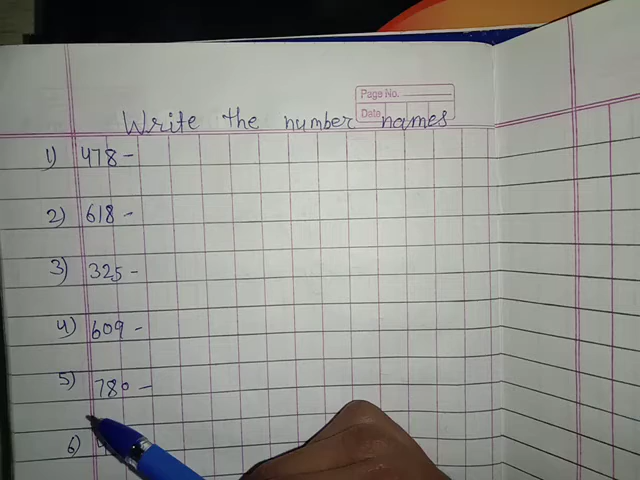 Page No.
Date
Write the number names
1) 478 -
2) 618 -
3) 325 -
4) 609 -
5) 780 -
6)